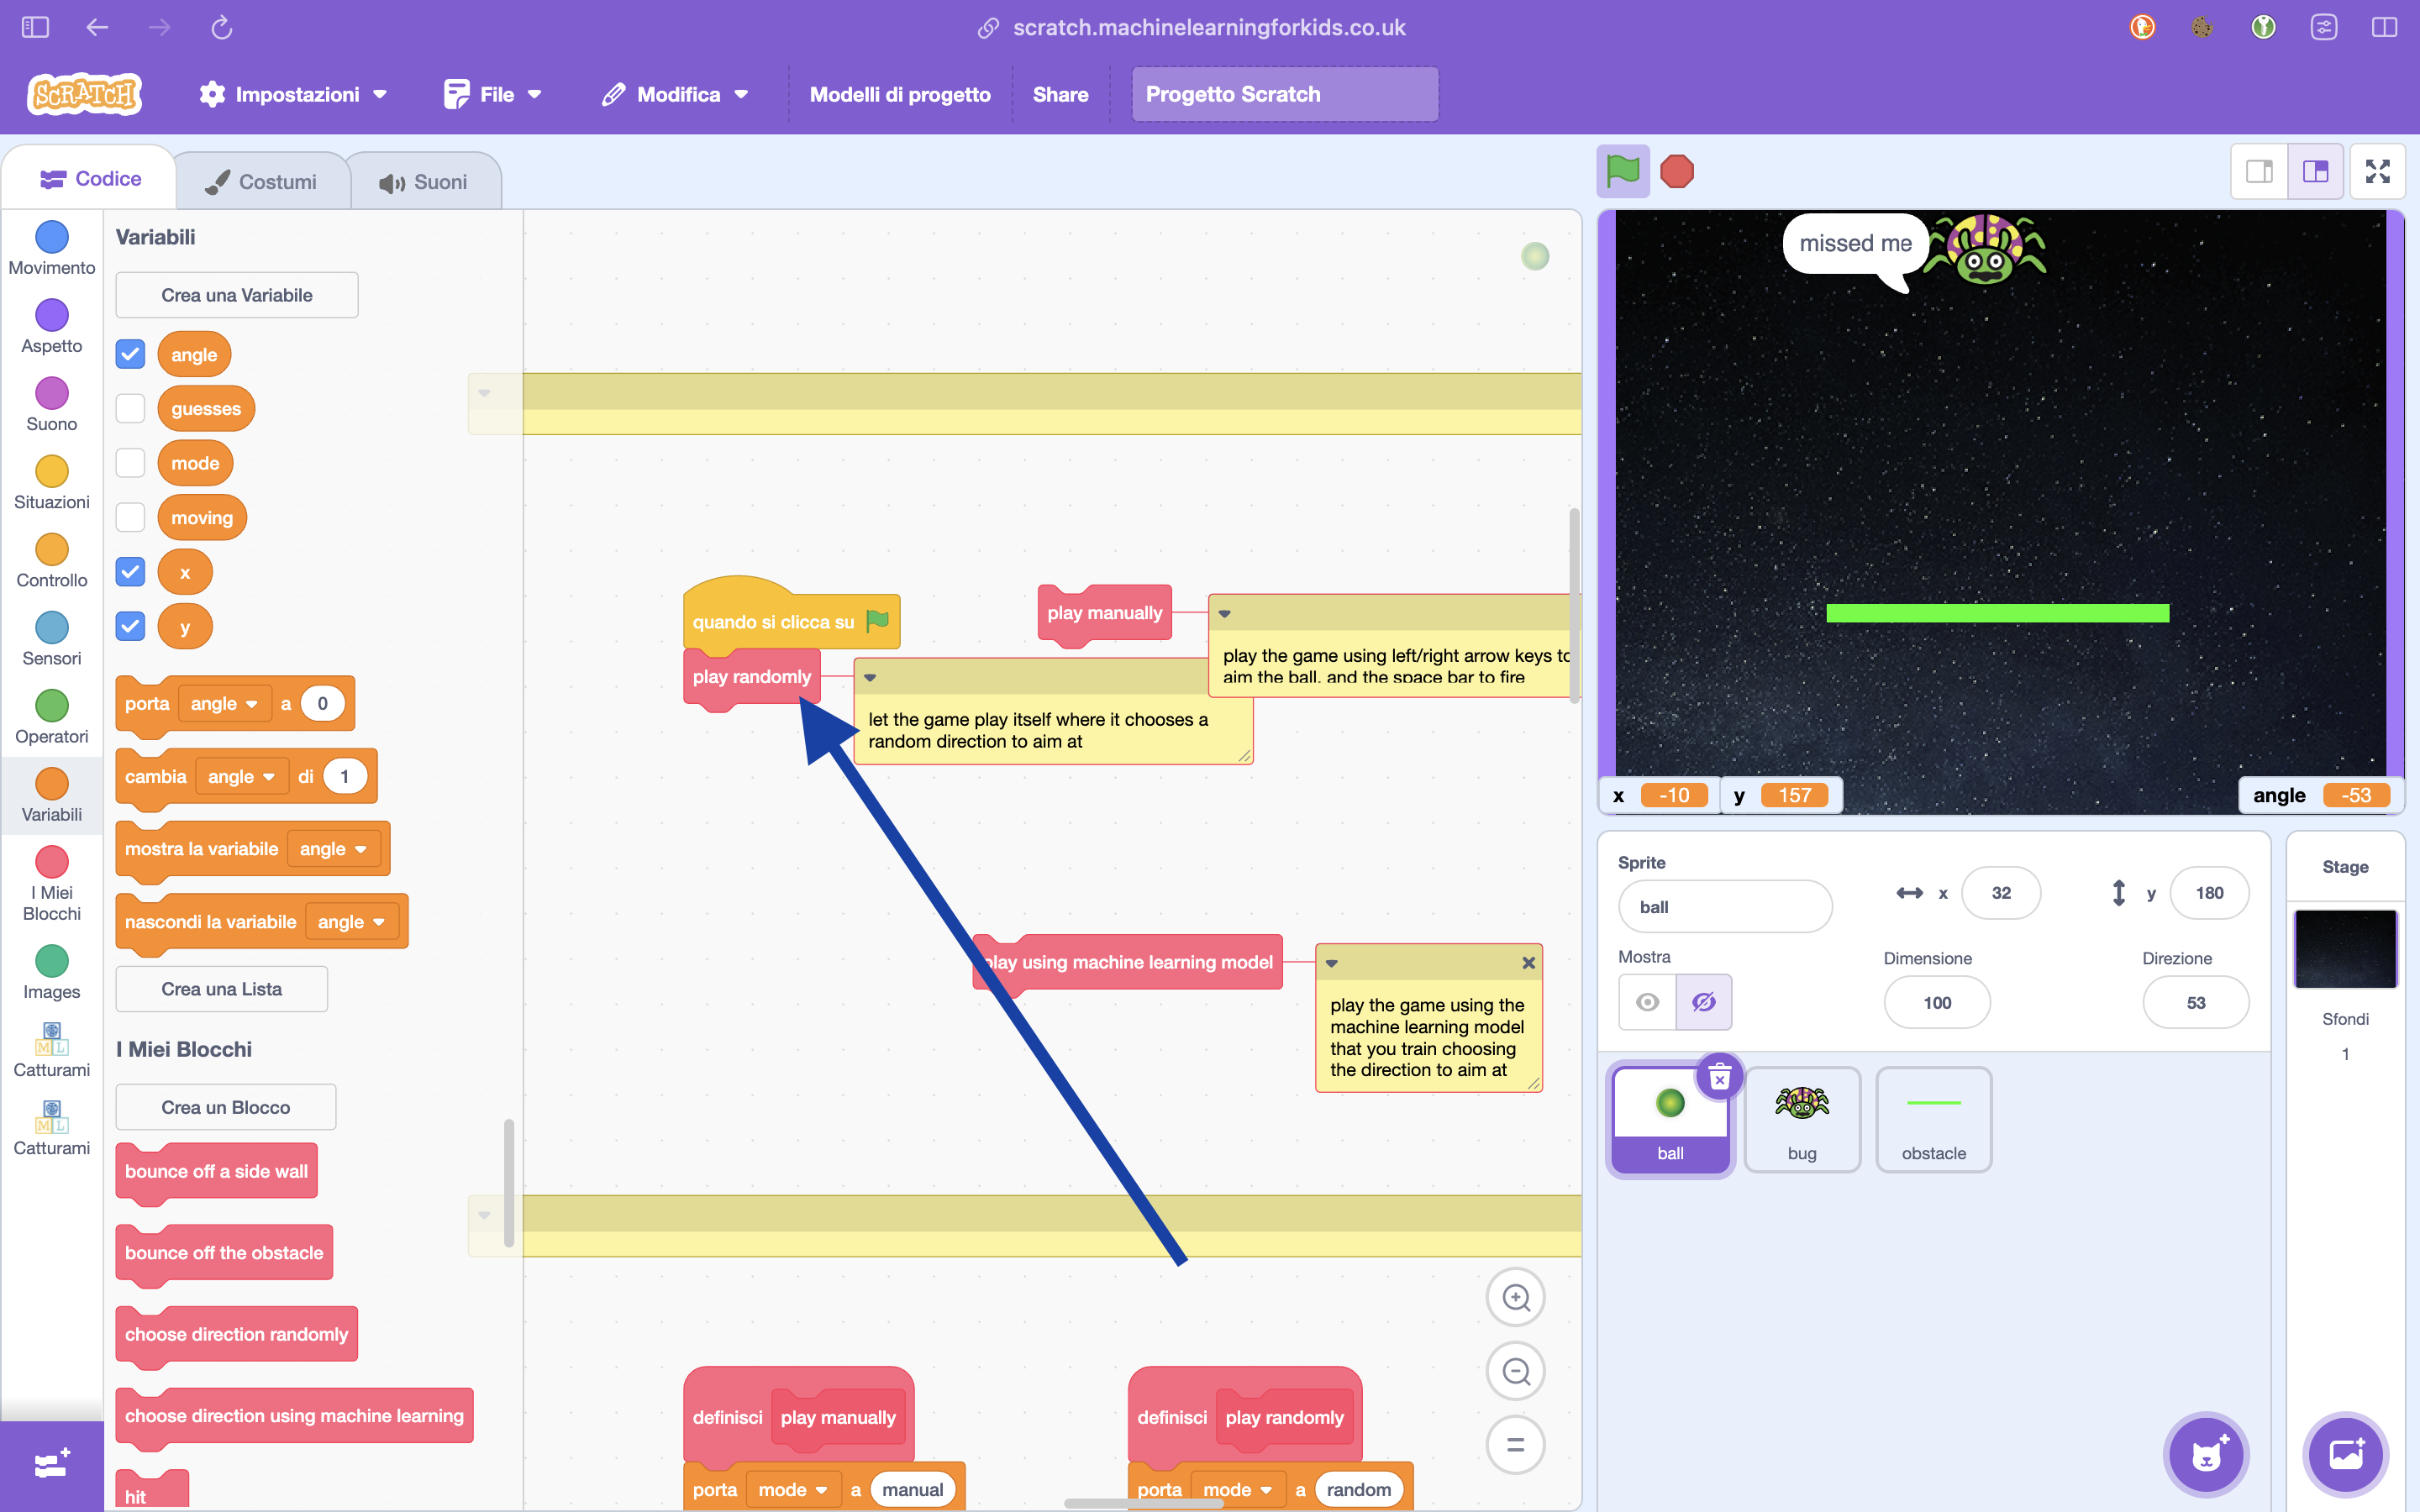 scratch.machinelearningforkids.co.uk
SCRATCH
Impostazioni
File
Modifica
Modelli di progetto
Share
Progetto Scratch
Codice
Costumi
Suoni
Movimento
Aspetto
Suono
Situazioni
Controllo
Sensori
Operatori
Variabili
I Miei
Blocchi
Images
ML
Catturami
ML
Catturami
Variabili
Crea una Variabile
angle
guesses
mode
moving
x
y
porta angle a 0
cambia angle di 1
mostra la variabile angle
nascondi la variabile angle
Crea una Lista
I Miei Blocchi
Crea un Blocco
bounce off a side wall
bounce off the obstacle
choose direction randomly
choose direction using machine learning
hit
quando si clicca su
play randomly
let the game play itself where it chooses a
random direction to aim at
play manually
play the game using left/right arrow keys to
aim the ball. and the space bar to fire
play using machine learning model
play the game using the
machine learning model
that you train choosing
the direction to aim at
definisci play manually
porta mode a manual
definisci play randomly
porta mode a random
missed me
x -10
y 157
angle -53
Sprite
ball
x 32
y 180
Mostra
Dimensione
100
Direzione
53
ball
bug
obstacle
Stage
Sfondi
1